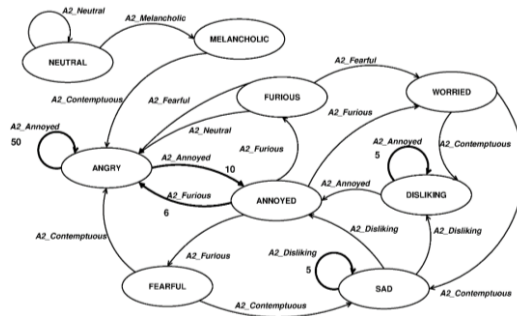 A2_Neutral
A2_Melancholic
MELANCHOLIC
NEUTRAL
A2_Fearful
A2_Contemptuous
A2_Fearful
FURIOUS
WORRIED
A2_Annoyed
50
A2_Neutral
A2_Furious
A2_Annoyed
5
A2_Contemptuous
ANGRY
A2_Annoyed
10
A2_Furious
A2_Furious
6
ANNOYED
A2_Annoyed
DISLIKING
A2_Contemptuous
A2_Furious
A2_Disliking
5
A2_Disliking
A2_Disliking
FEARFUL
SAD
A2_Contemptuous
A2_Contemptuous